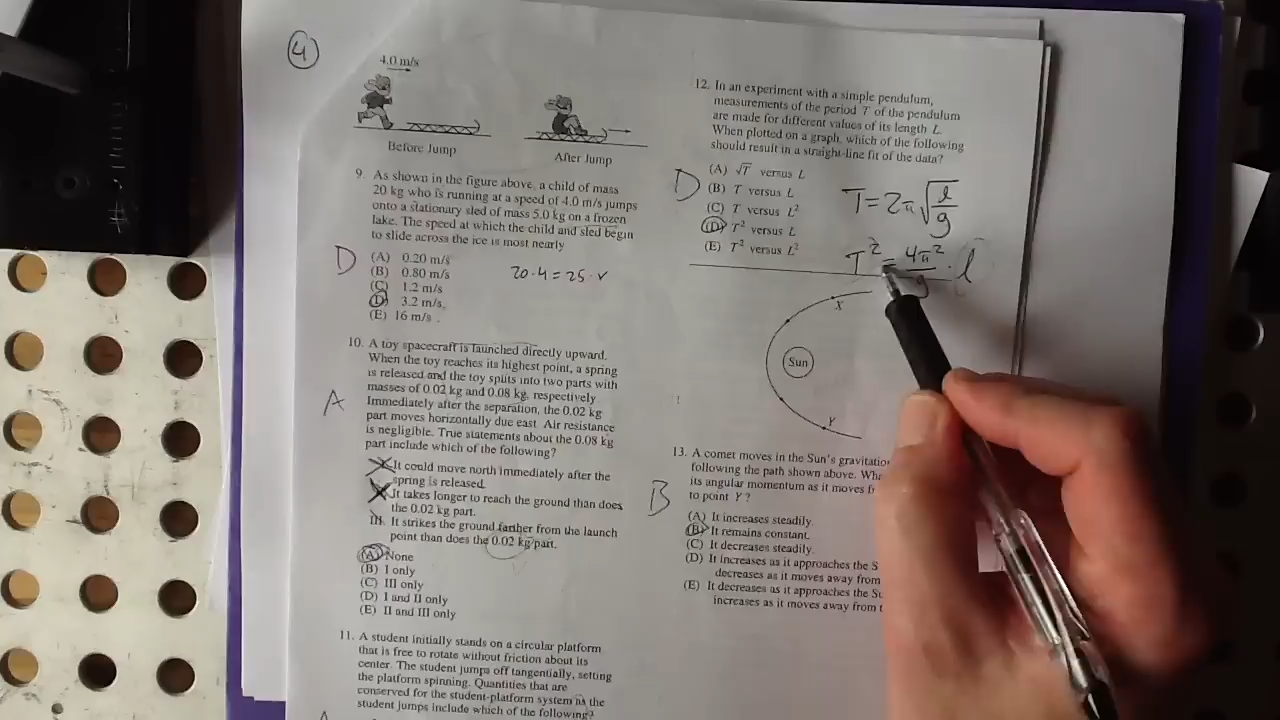 4
4.0 m/s
Before Jump
After Jump
9. As shown in the figure above, a child of mass
20 kg who is running at a speed of 4.0 m/s jumps
onto a stationary sled of mass 5.0 kg on a frozen
lake. The speed at which the child and sled begin
to slide across the ice is most nearly
D
(A) 0.20 m/s
(B) 0.80 m/s
(C) 1.2 m/s
(D) 3.2 m/s
(E) 16 m/s
20·4=25·v
10. A toy spacecraft is launched directly upward.
When the toy reaches its highest point, a spring
is released and the toy splits into two parts with
masses of 0.02 kg and 0.08 kg, respectively
Immediately after the separation, the 0.02 kg
part moves horizontally due east. Air resistance
is negligible. True statements about the 0.08 kg
part include which of the following?
A
It could move north immediately after the
spring is released.
It takes longer to reach the ground than does
the 0.02 kg part.
III. It strikes the ground farther from the launch
point than does the 0.02 kg part.
(A) None
(B) I only
(C) III only
(D) I and II only
(E) II and III only
11. A student initially stands on a circular platform
that is free to rotate without friction about its
center. The student jumps off tangentially, setting
the platform spinning. Quantities that are
conserved for the student-platform system as the
student jumps include which of the following?
12. In an experiment with a simple pendulum,
measurements of the period T of the pendulum
are made for different values of its length L.
When plotted on a graph, which of the following
should result in a straight-line fit of the data?
D
(A) √T versus L
(B) T versus L
(C) T versus L²
(D) T² versus L
(E) T² versus L²
T=2π√l/g
T²=4π²/g·l
X
Sun
Y
13. A comet moves in the Sun's
following the path shown above.
its angular momentum as it moves
to point Y?
B
(A) It increases steadily.
(B) It remains constant.
(C) It decreases steadily.
(D) It increases as it approaches the
decreases as it moves away from
(E) It decreases as it approaches the
increases as it moves away from